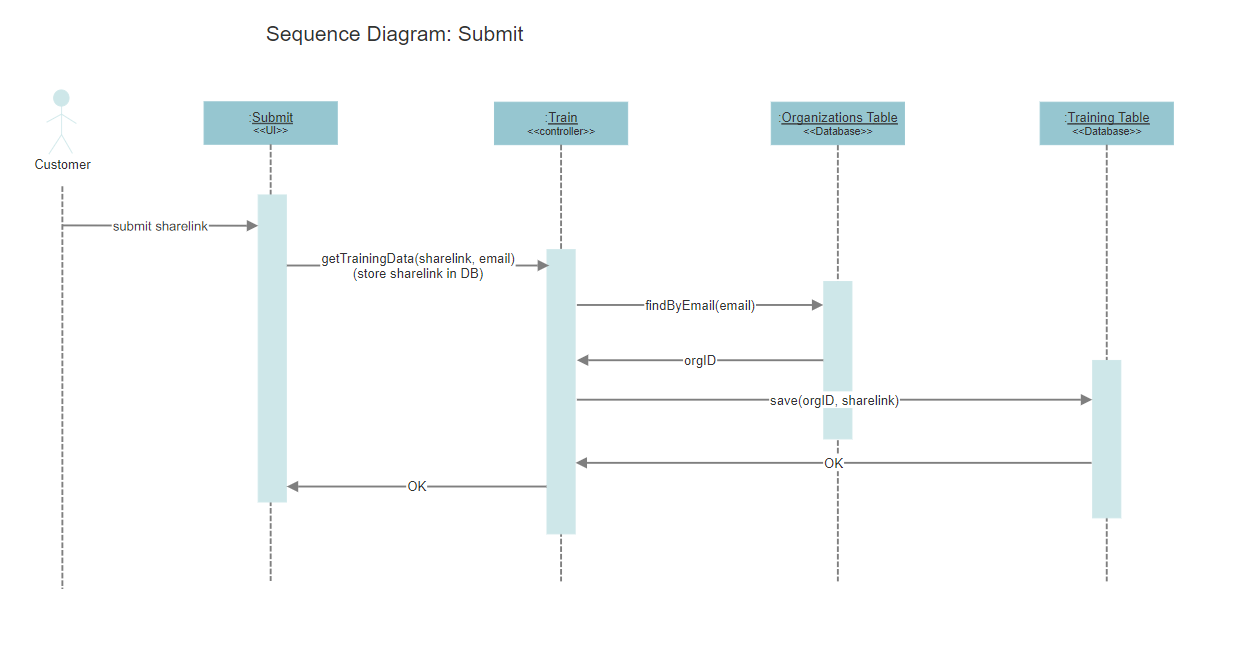 Sequence Diagram: Submit
Customer
:Submit
<<UI>>
:Train
<<controller>>
:Organizations Table
<<Database>>
:Training Table
<<Database>>
submit sharelink
getTrainingData(sharelink, email)
(store sharelink in DB)
findByEmail(email)
orgID
save(orgID, sharelink)
OK
OK